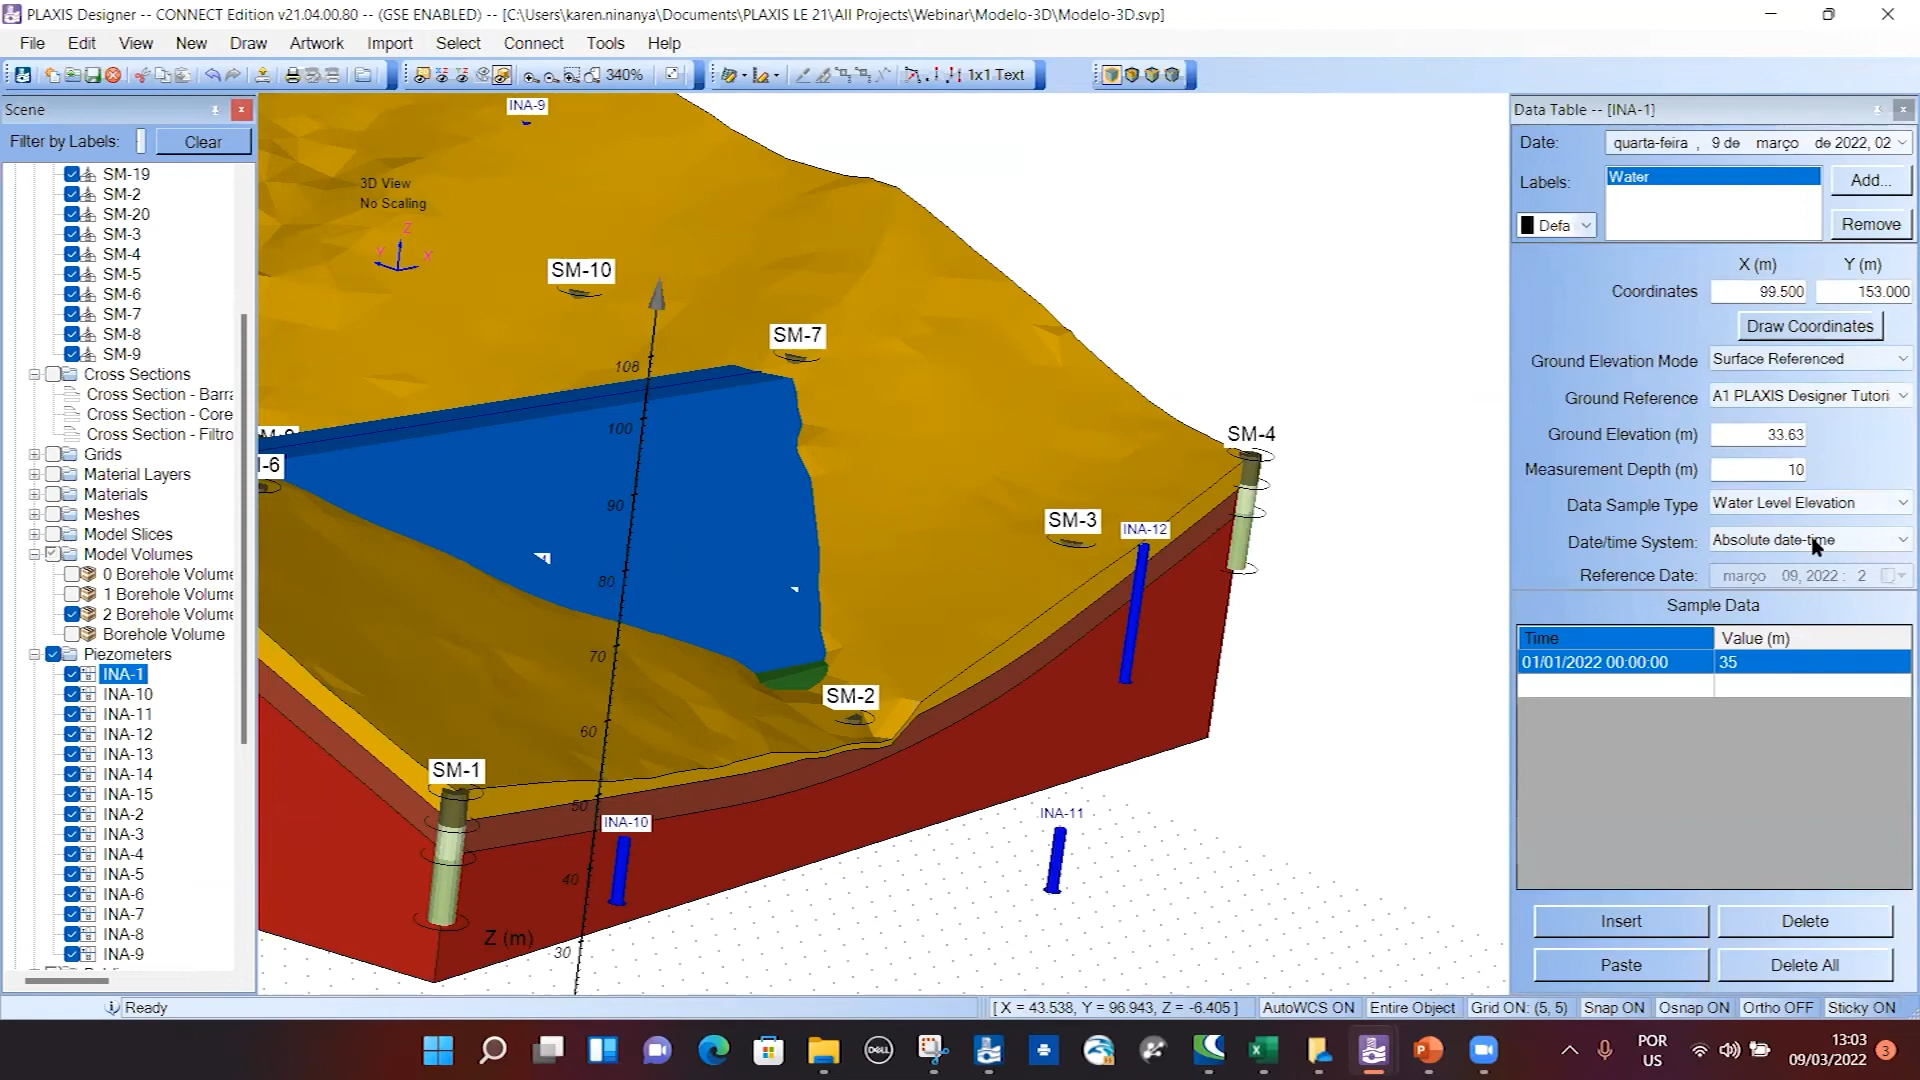 PLAXIS Designer -- CONNECT Edition v21.04.00.80 -- (GSE ENABLED) -- [C:\Users\karen.ninanya\Documents\PLAXIS LE 21\All Projects\Webinar\Modelo-3D\Modelo-3D.svp]
File Edit View New Draw Artwork Import Select Connect Tools Help
340% 1x1 Text
Scene
Filter by Labels: Clear
SM-19
SM-2
SM-20
SM-3
SM-4
SM-5
SM-6
SM-7
SM-8
SM-9
Cross Sections
Cross Section - Barra
Cross Section - Core
Cross Section - Filtro
Grids
Material Layers
Materials
Meshes
Model Slices
Model Volumes
0 Borehole Volume
1 Borehole Volume
2 Borehole Volume
Borehole Volume
Piezometers
INA-1
INA-10
INA-11
INA-12
INA-13
INA-14
INA-15
INA-2
INA-3
INA-4
INA-5
INA-6
INA-7
INA-8
INA-9
INA-9
3D View
No Scaling
Z
Y X
SM-10
SM-7
108
100
-6
90
80
70
60
50
40
30
Z (m)
SM-4
SM-3
INA-12
SM-2
SM-1
INA-10
INA-11
Data Table -- [INA-1]
Date: quarta-feira , 9 de março de 2022, 02
Labels: Water Add...
Defa Remove
X (m) Y (m)
Coordinates 99.500 153.000
Draw Coordinates
Ground Elevation Mode Surface Referenced
Ground Reference A1 PLAXIS Designer Tutori
Ground Elevation (m) 33.63
Measurement Depth (m) 10
Data Sample Type Water Level Elevation
Date/time System: Absolute date-time
Reference Date: março 09, 2022 : 2
Sample Data
Time Value (m)
01/01/2022 00:00:00 35
Insert Delete
Paste Delete All
Ready [ X = 43.538, Y = 96.943, Z = -6.405 ] AutoWCS ON Entire Object Grid ON: (5, 5) Snap ON Osnap ON Ortho OFF Sticky ON
DELL
POR
US
13:03
09/03/2022
3